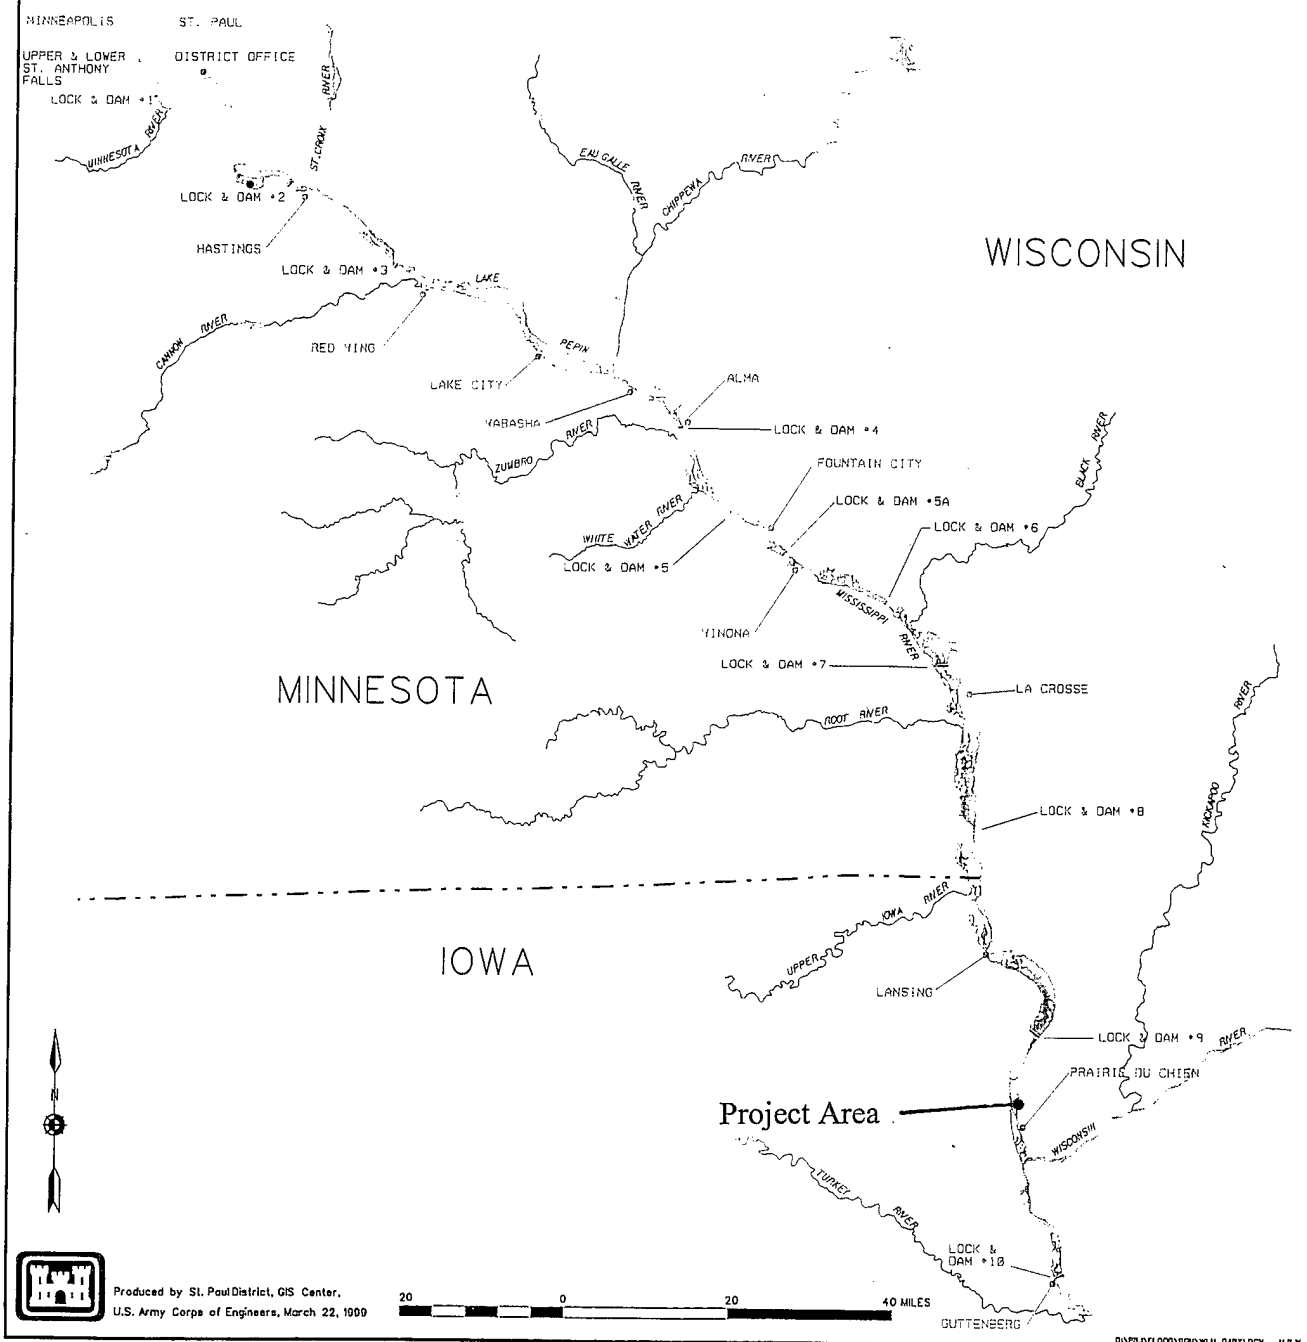 MINNEAPOLIS
ST. PAUL
UPPER & LOWER
ST. ANTHONY
FALLS
DISTRICT OFFICE
LOCK & DAM #1
MINNESOTA RIVER
ST. CROIX RIVER
LOCK & DAM #2
HASTINGS
LOCK & DAM #3
EAU GALLE RIVER
CHIPPEWA RIVER
WISCONSIN
LAKE
CANNON RIVER
RED WING
PEPIN
LAKE CITY
ALMA
WABASHA
LOCK & DAM #4
ZUMBRO RIVER
FOUNTAIN CITY
BLACK RIVER
LOCK & DAM #5A
LOCK & DAM #6
WHITE WATER RIVER
LOCK & DAM #5
MISSISSIPPI RIVER
WINONA
LOCK & DAM #7
MINNESOTA
LA CROSSE
ROOT RIVER
KICKAPOO RIVER
LOCK & DAM #8
UPPER IOWA RIVER
IOWA
LANSING
LOCK & DAM #9
RIVER
PRAIRIE DU CHIEN
Project Area
WISCONSIN
N
TURKEY RIVER
LOCK &
DAM #10
Produced by St. Paul District, GIS Center,
U.S. Army Corps of Engineers, March 22, 1999
20 0 20 40 MILES
GUTTENBERG